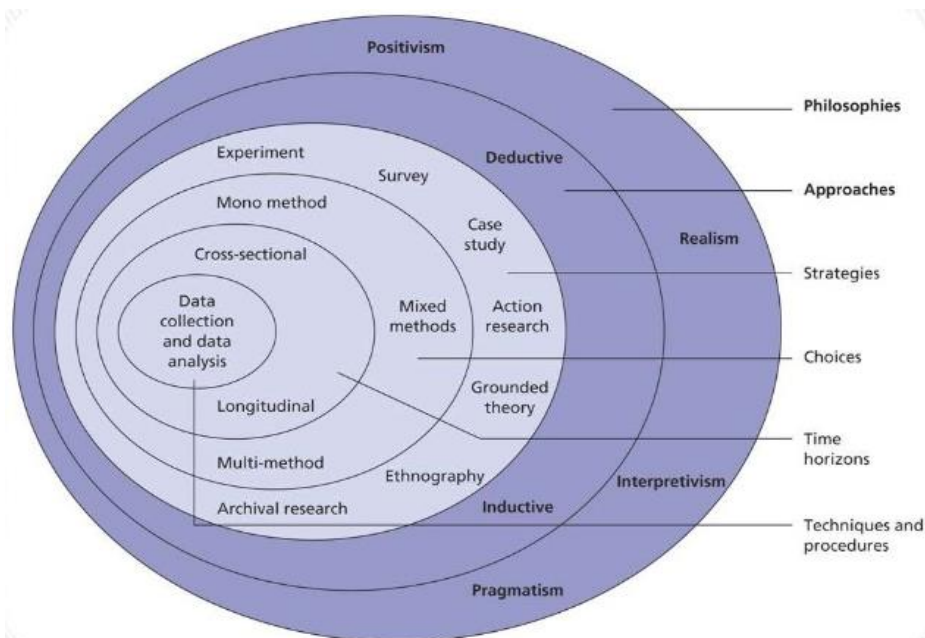 Positivism
Philosophies
Experiment
Deductive
Survey
Approaches
Mono method
Case
study
Realism
Cross-sectional
Strategies
Data
collection
and data
analysis
Mixed
methods
Action
research
Choices
Grounded
theory
Longitudinal
Time
horizons
Multi-method
Ethnography
Interpretivism
Archival research
Inductive
Techniques and
procedures
Pragmatism